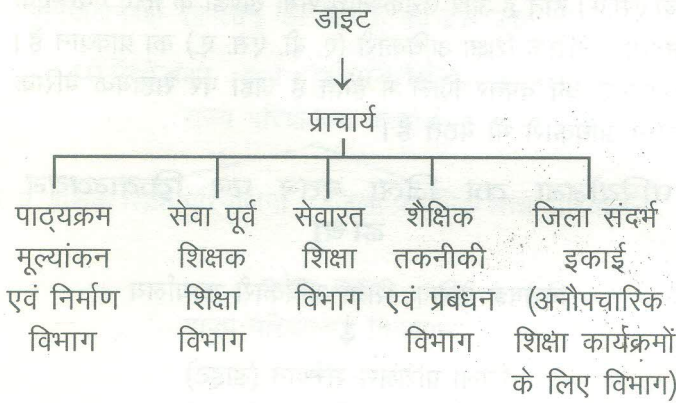 डाइट
प्राचार्य
पाठ्यक्रम
मूल्यांकन
एवं निर्माण
विभाग
सेवा पूर्व
शिक्षक
शिक्षा
विभाग
सेवारत
शिक्षा
विभाग
शैक्षिक
तकनीकी
एवं प्रबंधन
विभाग
जिला संदर्भ
इकाई
(अनौपचारिक
शिक्षा कार्यक्रमों
के लिए विभाग)